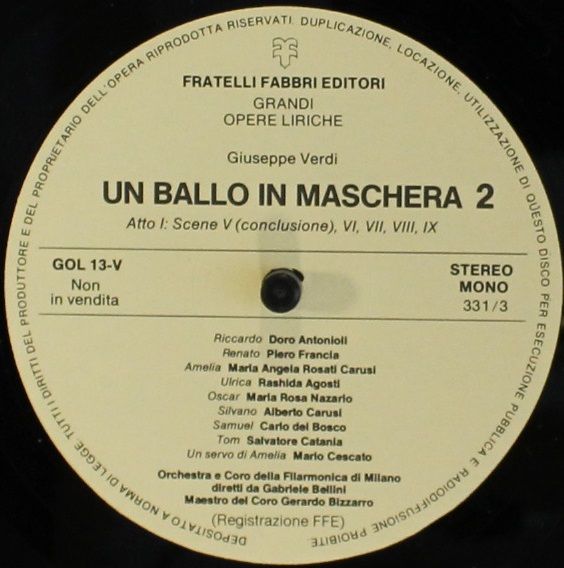 DEPOSITATO A NORMA DI LEGGE. TUTTI I DIRITTI DEL PRODUTTORE E DEL PROPRIETARIO DELL'OPERA RIPRODOTTA RISERVATI. DUPLICAZIONE, LOCAZIONE, UTILIZZAZIONE DI QUESTO DISCO PER ESECUZIONE PUBBLICA E RADIODIFFUSIONE PROIBITE
FRATELLI FABBRI EDITORI
GRANDI
OPERE LIRICHE
Giuseppe Verdi
UN BALLO IN MASCHERA 2
Atto I: Scene V (conclusione), VI, VII, VIII, IX
GOL 13-V
Non
in vendita
STEREO
MONO
331/3
Riccardo Doro Antonioli
Renato Piero Francia
Amelia Maria Angela Rosati Carusi
Ulrica Rashida Agosti
Oscar Maria Rosa Nazario
Silvano Alberto Carusi
Samuel Carlo del Bosco
Tom Salvatore Catania
Un servo di Amelia Mario Cescato
Orchestra e Coro della Filarmonica di Milano
diretti da Gabriele Bellini
Maestro del Coro Gerardo Bizzarro
(Registrazione FFE)